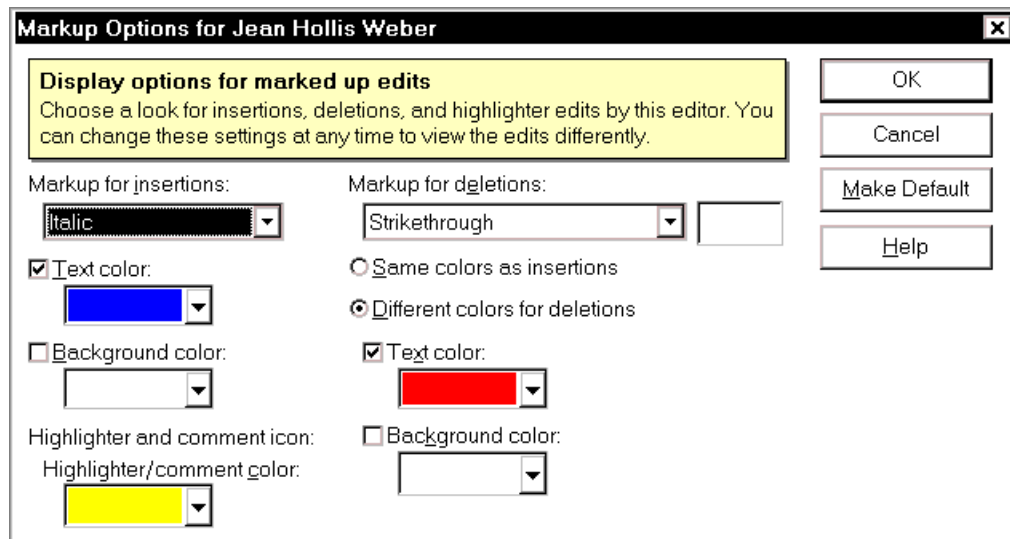 Markup Options for Jean Hollis Weber
Display options for marked up edits
Choose a look for insertions, deletions, and highlighter edits by this editor. You
can change these settings at any time to view the edits differently.
OK
Cancel
Make Default
Help
Markup for insertions:
Italic
Text color:
Background color:
Highlighter and comment icon:
Highlighter/comment color:
Markup for deletions:
Strikethrough
Same colors as insertions
Different colors for deletions
Text color:
Background color: